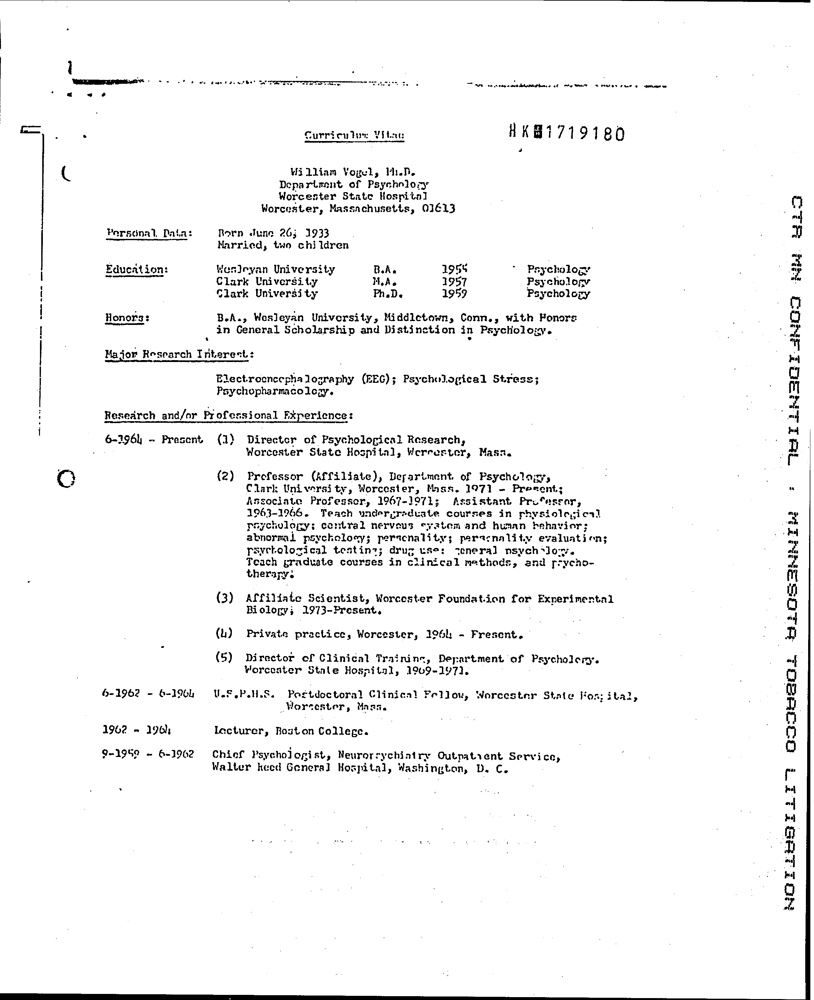 Curriculum Vitae
HK 1719180
William Vogel, Ph.D.
Department of Psychology
Worcester State Hospital
Worcester, Massachusetts, 01613
Personal Data: Born June 26, 1933
Married, two children
Education: Wesleyan University B.A. 1955 Psychology
Clark University M.A. 1957 Psychology
Clark University Ph.D. 1959 Psychology
Honors: B.A., Wesleyan University, Middletown, Conn., with Honors
in General Scholarship and Distinction in Psychology.
Major Research Interest:
Electroencephalography (EEG); Psychological Stress;
Psychopharmacology.
Research and/or Professional Experience:
6-1964 - Present (1) Director of Psychological Research,
Worcester State Hospital, Worcester, Mass.
(2) Professor (Affiliate), Department of Psychology,
Clark University, Worcester, Mass. 1971 - Present;
Associate Professor, 1967-1971; Assistant Professor,
1963-1966. Teach undergraduate courses in physiological
psychology; central nervous system and human behavior;
abnormal psychology; personality; personality evaluation;
psychological testing; drug use; general psychology.
Teach graduate courses in clinical methods, and psycho-
therapy.
(3) Affiliate Scientist, Worcester Foundation for Experimental
Biology; 1973-Present.
(4) Private practice, Worcester, 1964 - Present.
(5) Director of Clinical Training, Department of Psychology.
Worcester State Hospital, 1969-1971.
6-1962 - 6-1964 U.S.P.H.S. Postdoctoral Clinical Fellow, Worcester State Hospital,
Worcester, Mass.
1962 - 1964 Lecturer, Boston College.
9-1959 - 6-1962 Chief Psychologist, Neuropsychiatry Outpatient Service,
Walter Reed General Hospital, Washington, D. C.
CTR MN CONFIDENTIAL : MINNESOTA TOBACCO LITIGATION